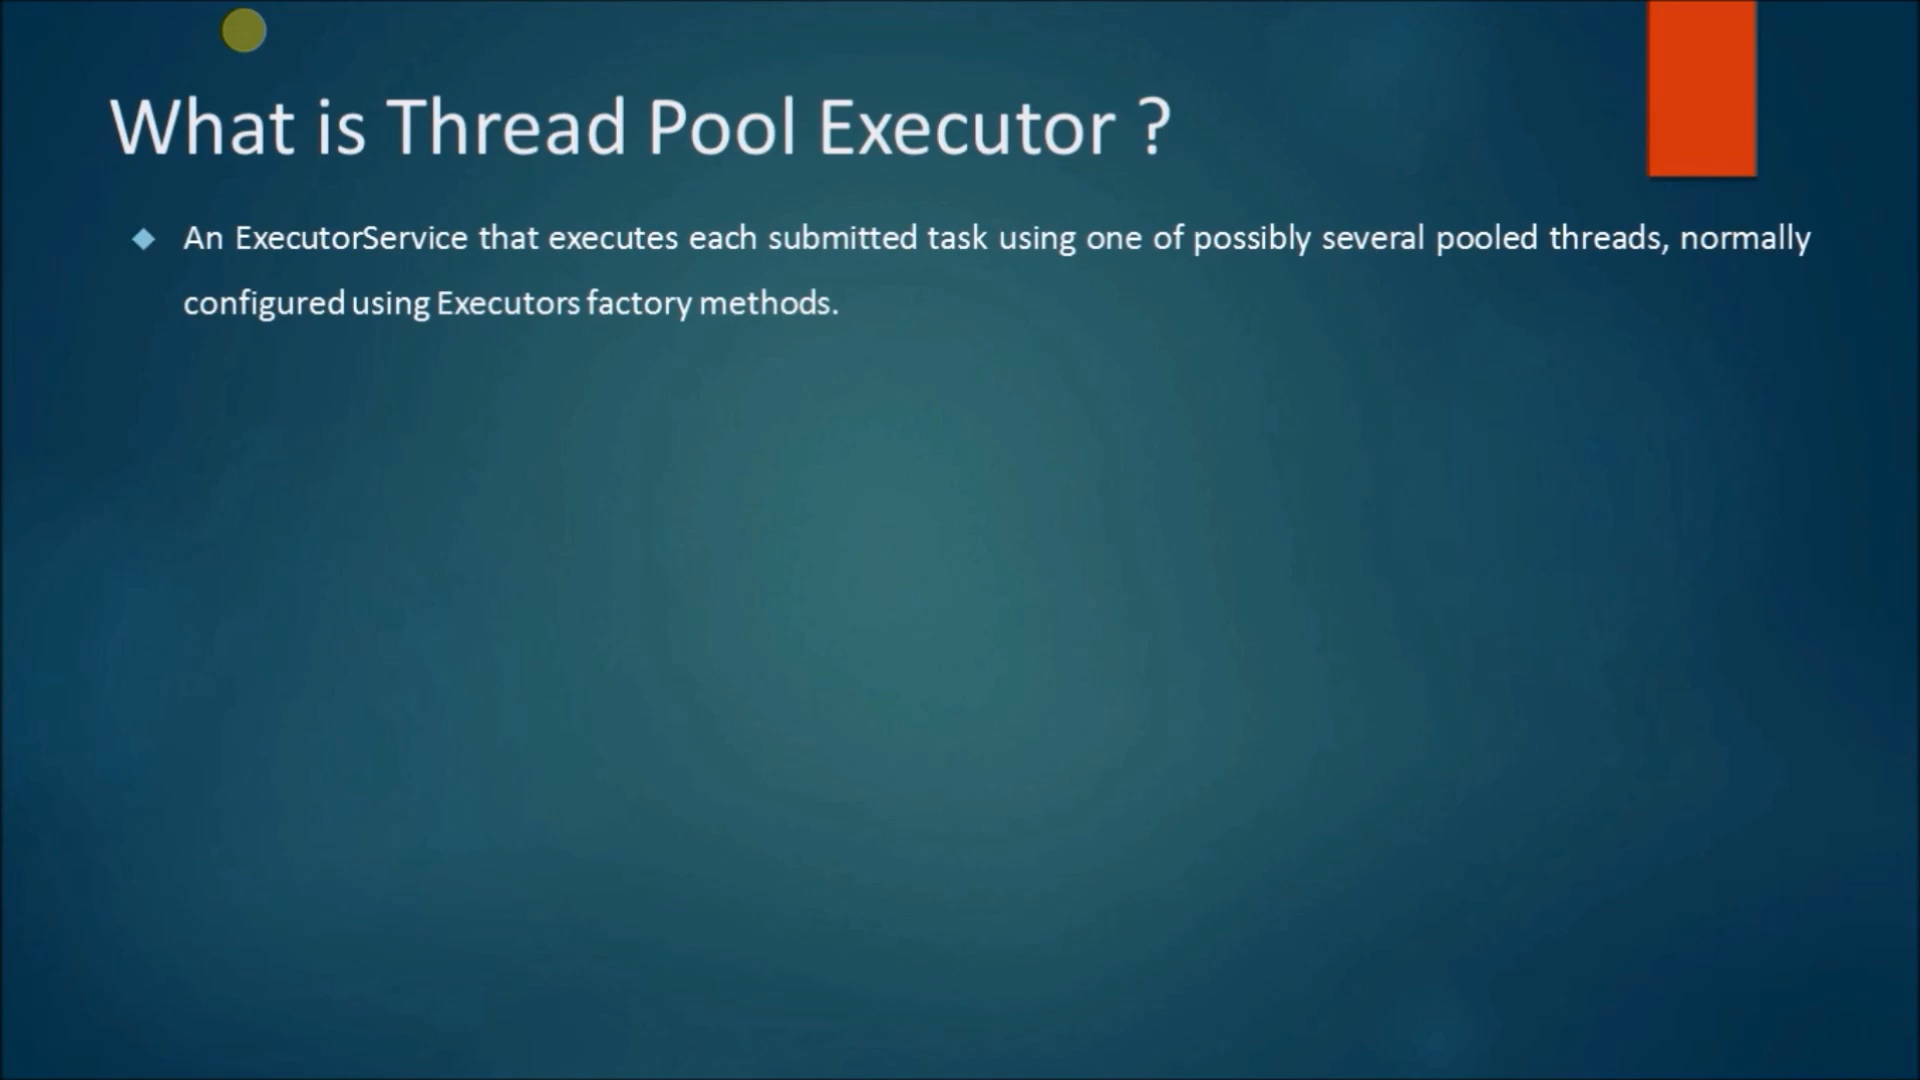 What is Thread Pool Executor ?
An ExecutorService that executes each submitted task using one of possibly several pooled threads, normally
configured using Executors factory methods.